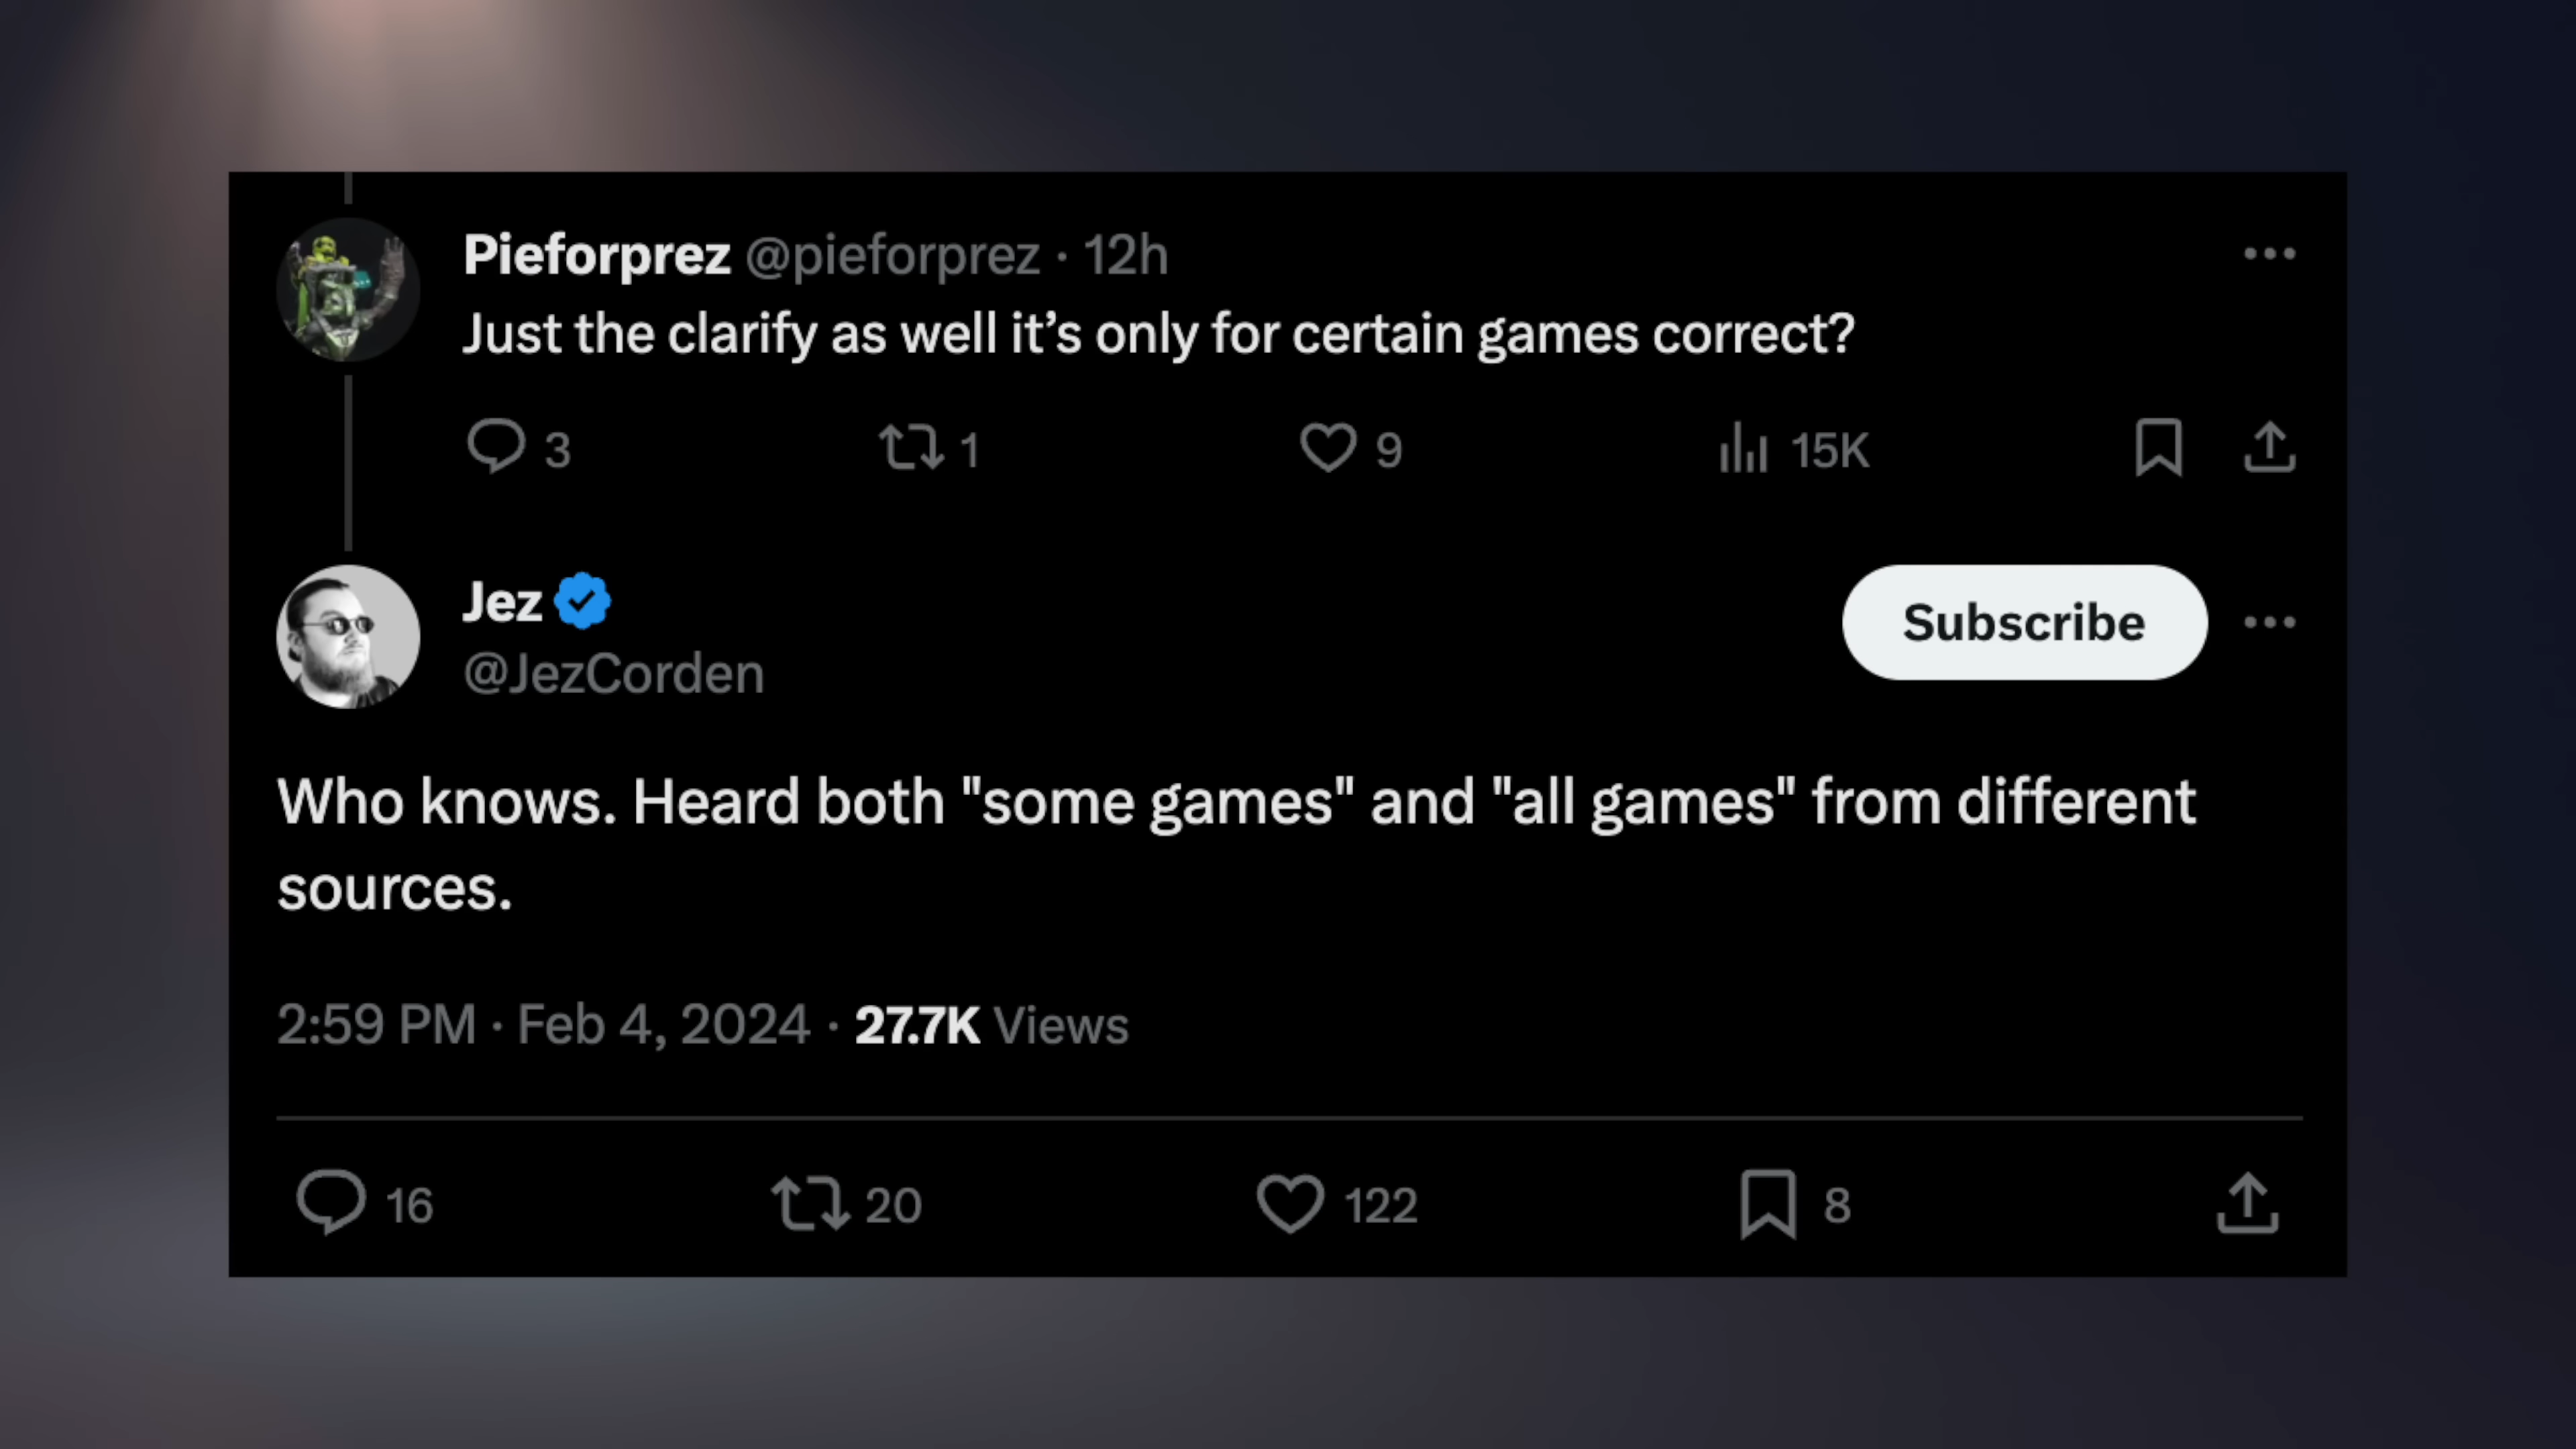 Pieforprez @pieforprez · 12h
Just the clarify as well it’s only for certain games correct?
3 1 9 15K
Jez
Subscribe
@JezCorden
Who knows. Heard both "some games" and "all games" from different
sources.
2:59 PM · Feb 4, 2024 · 27.7K Views
16 20 122 8